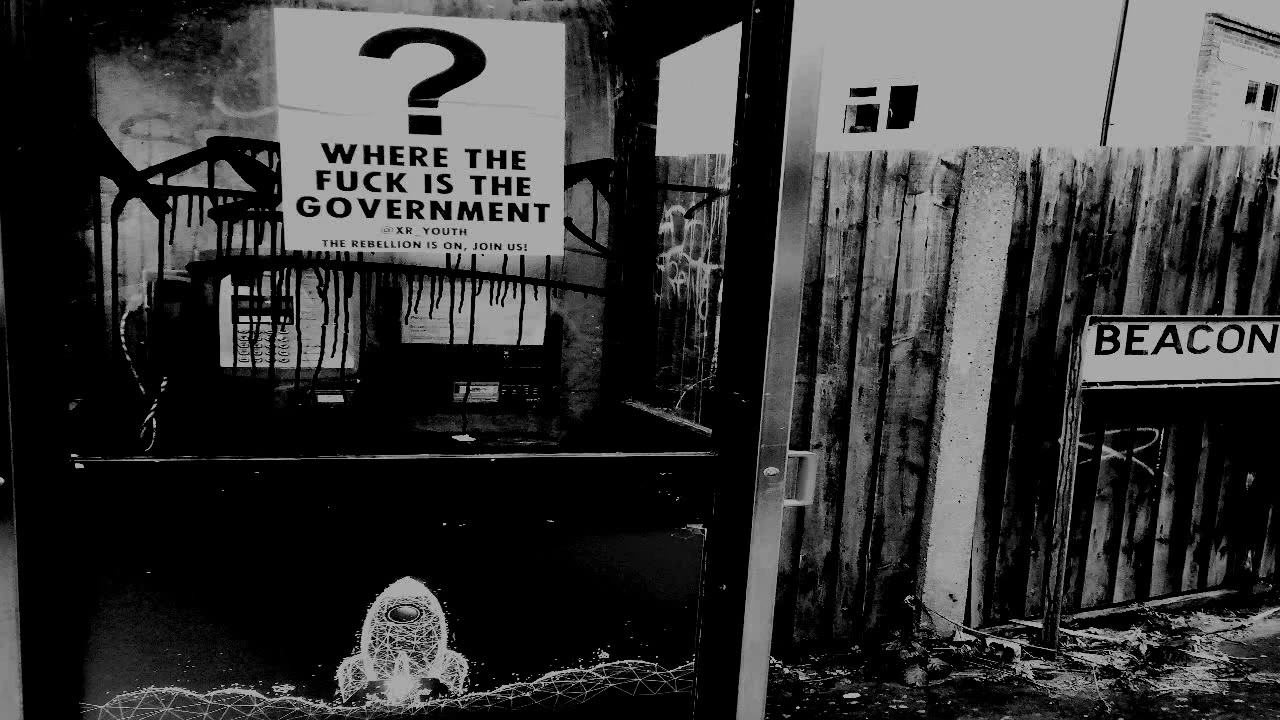 ?
WHERE THE
FUCK IS THE
GOVERNMENT
@XR_YOUTH
THE REBELLION IS ON, JOIN US!
BEACON